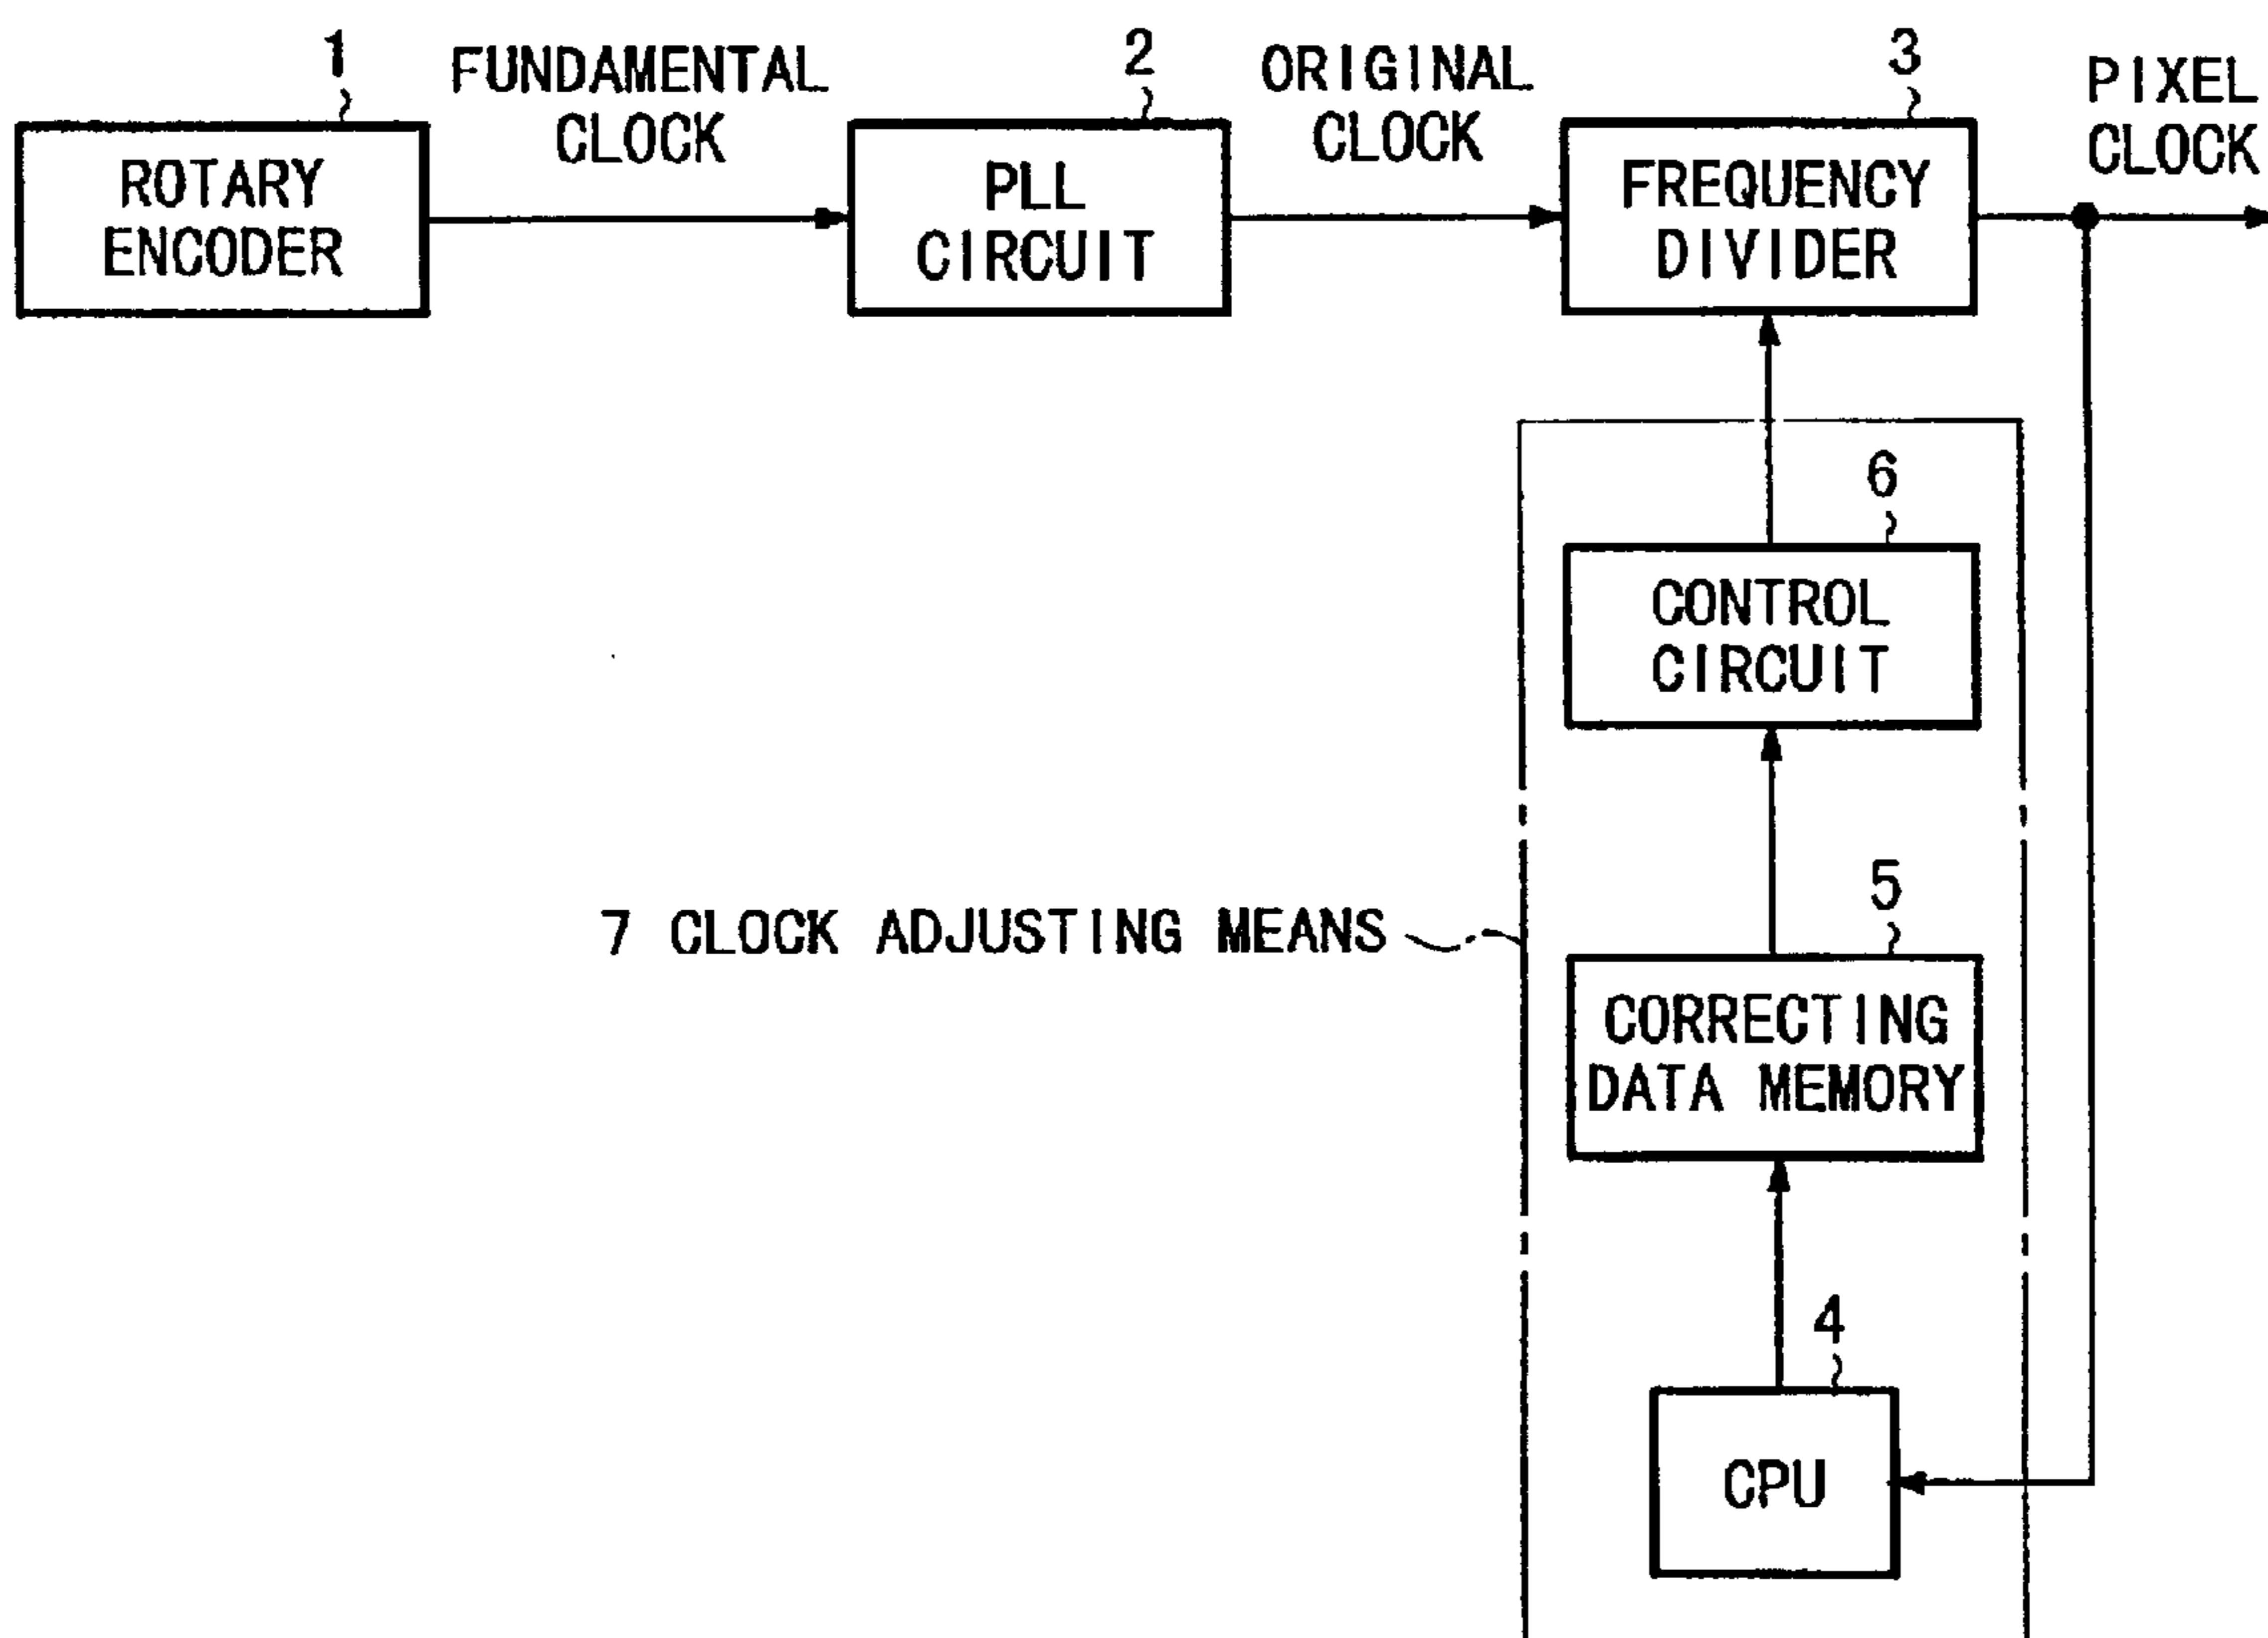 1
FUNDAMENTAL
CLOCK
2
ORIGINAL
CLOCK
3
PIXEL
CLOCK
ROTARY
ENCODER
PLL
CIRCUIT
FREQUENCY
DIVIDER
6
CONTROL
CIRCUIT
7 CLOCK ADJUSTING MEANS
5
CORRECTING
DATA MEMORY
4
CPU